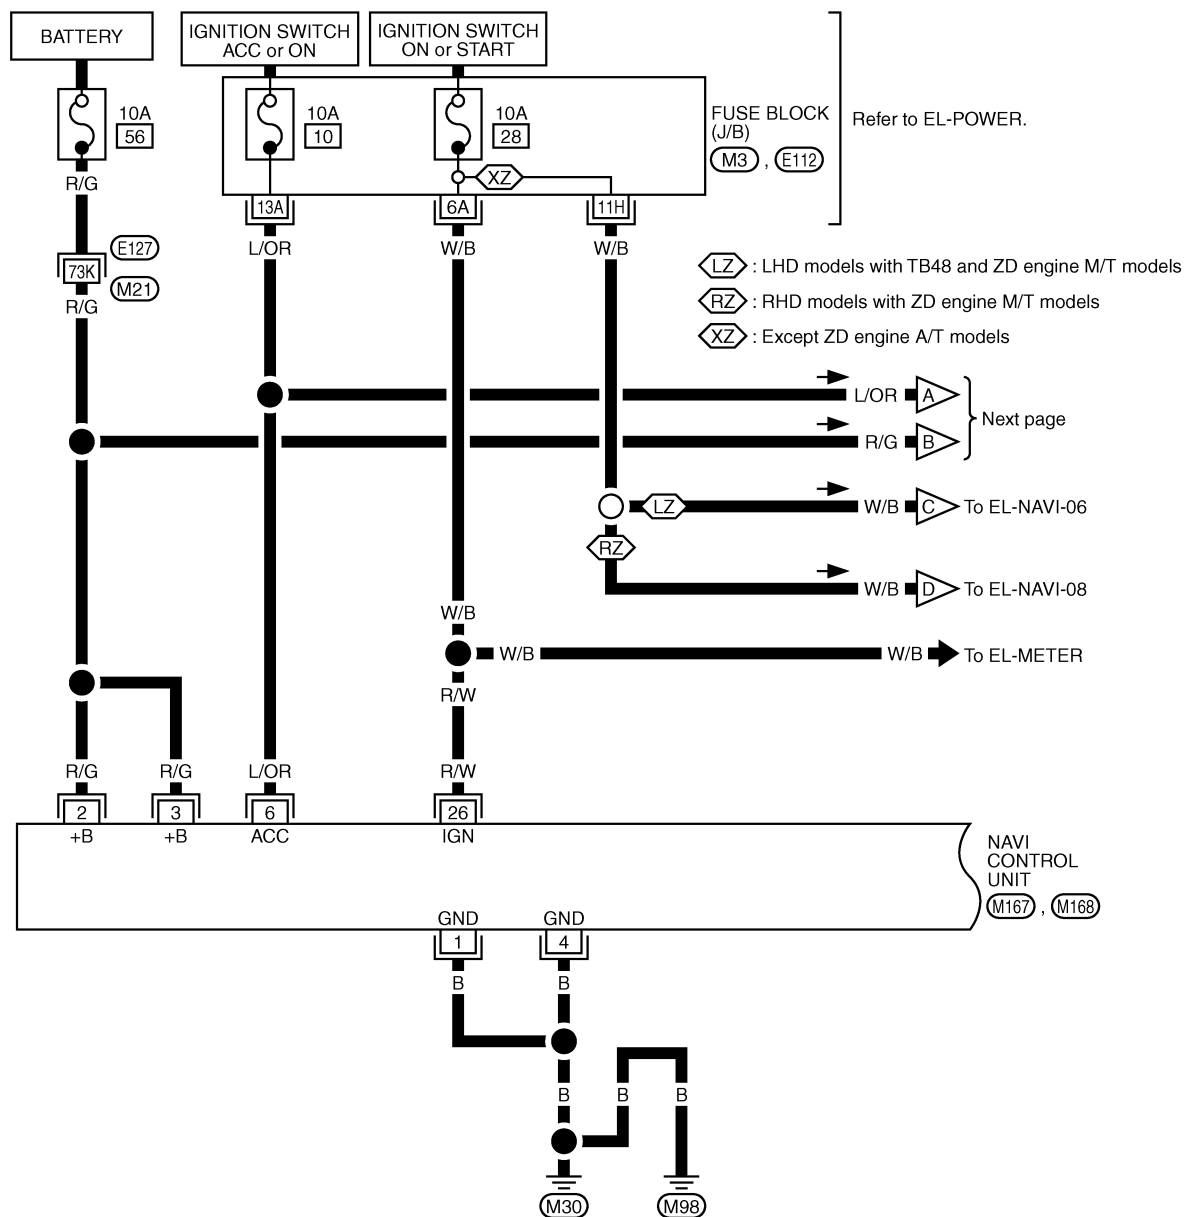 BATTERY
IGNITION SWITCH
ACC or ON
IGNITION SWITCH
ON or START
10A
56
10A
10
10A
28
FUSE BLOCK
(J/B)
M3 , E112
Refer to EL-POWER.
XZ
R/G
13A
6A
11H
L/OR
W/B
W/B
E127
73K
M21
R/G
LZ : LHD models with TB48 and ZD engine M/T models
RZ : RHD models with ZD engine M/T models
XZ : Except ZD engine A/T models
L/OR
A
R/G
B
Next page
LZ
W/B
C
To EL-NAVI-06
RZ
W/B
D
To EL-NAVI-08
W/B
W/B
W/B
To EL-METER
R/W
R/G
R/G
L/OR
R/W
2
3
6
26
+B
+B
ACC
IGN
NAVI
CONTROL
UNIT
M167 , M168
GND
GND
1
4
B
B
B
B
B
M30
M98